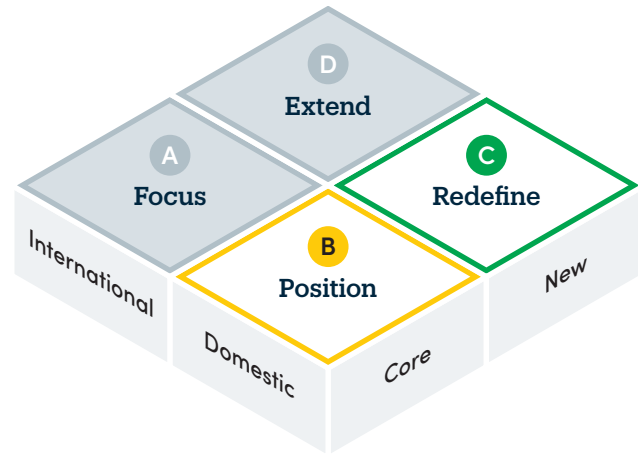 D
Extend
A
Focus
C
Redefine
B
Position
International
Domestic
Core
New